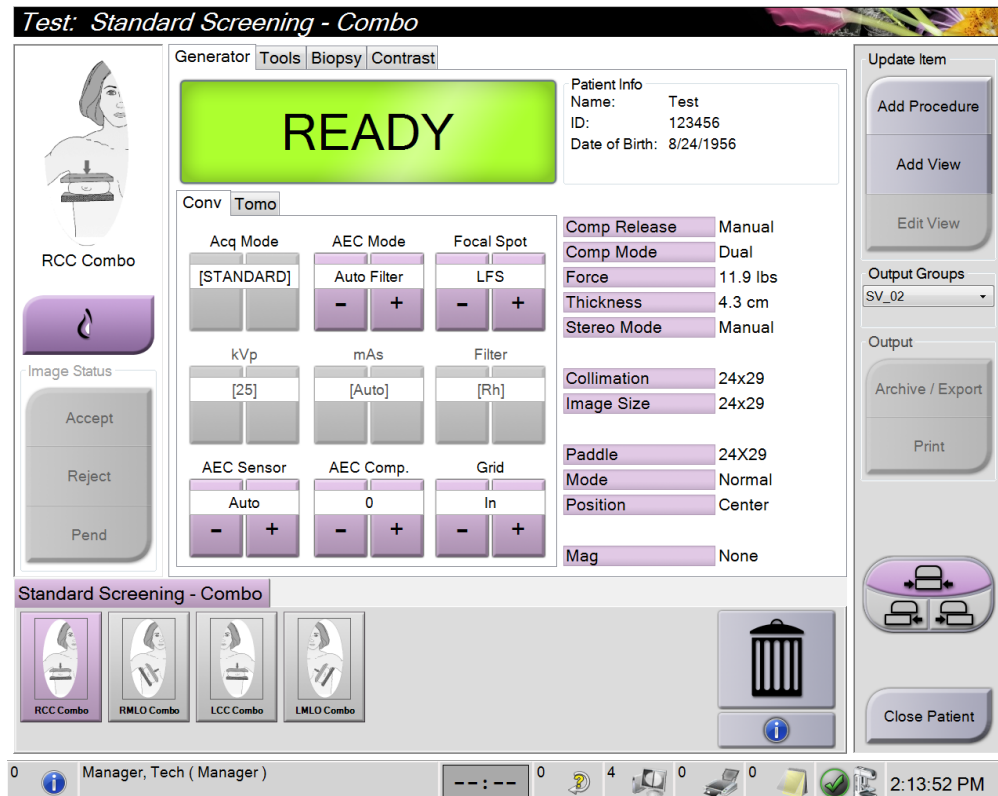 Test: Standard Screening - Combo
Generator Tools Biopsy Contrast
READY
Patient Info
Name: Test
ID: 123456
Date of Birth: 8/24/1956
RCC Combo
Image Status
Accept
Reject
Pend
Conv Tomo
Acq Mode AEC Mode Focal Spot
[STANDARD] Auto Filter LFS
- + - +
kVp mAs Filter
[25] [Auto] [Rh]
AEC Sensor AEC Comp. Grid
Auto 0 In
- + - + - +
Comp Release Manual
Comp Mode Dual
Force 11.9 lbs
Thickness 4.3 cm
Stereo Mode Manual
Collimation 24x29
Image Size 24x29
Paddle 24X29
Mode Normal
Position Center
Mag None
Update Item
Add Procedure
Add View
Edit View
Output Groups
SV_02
Output
Archive / Export
Print
Standard Screening - Combo
RCC Combo RMLO Combo LCC Combo LMLO Combo
Close Patient
0 Manager, Tech ( Manager ) --:-- 0 4 0 0 2:13:52 PM